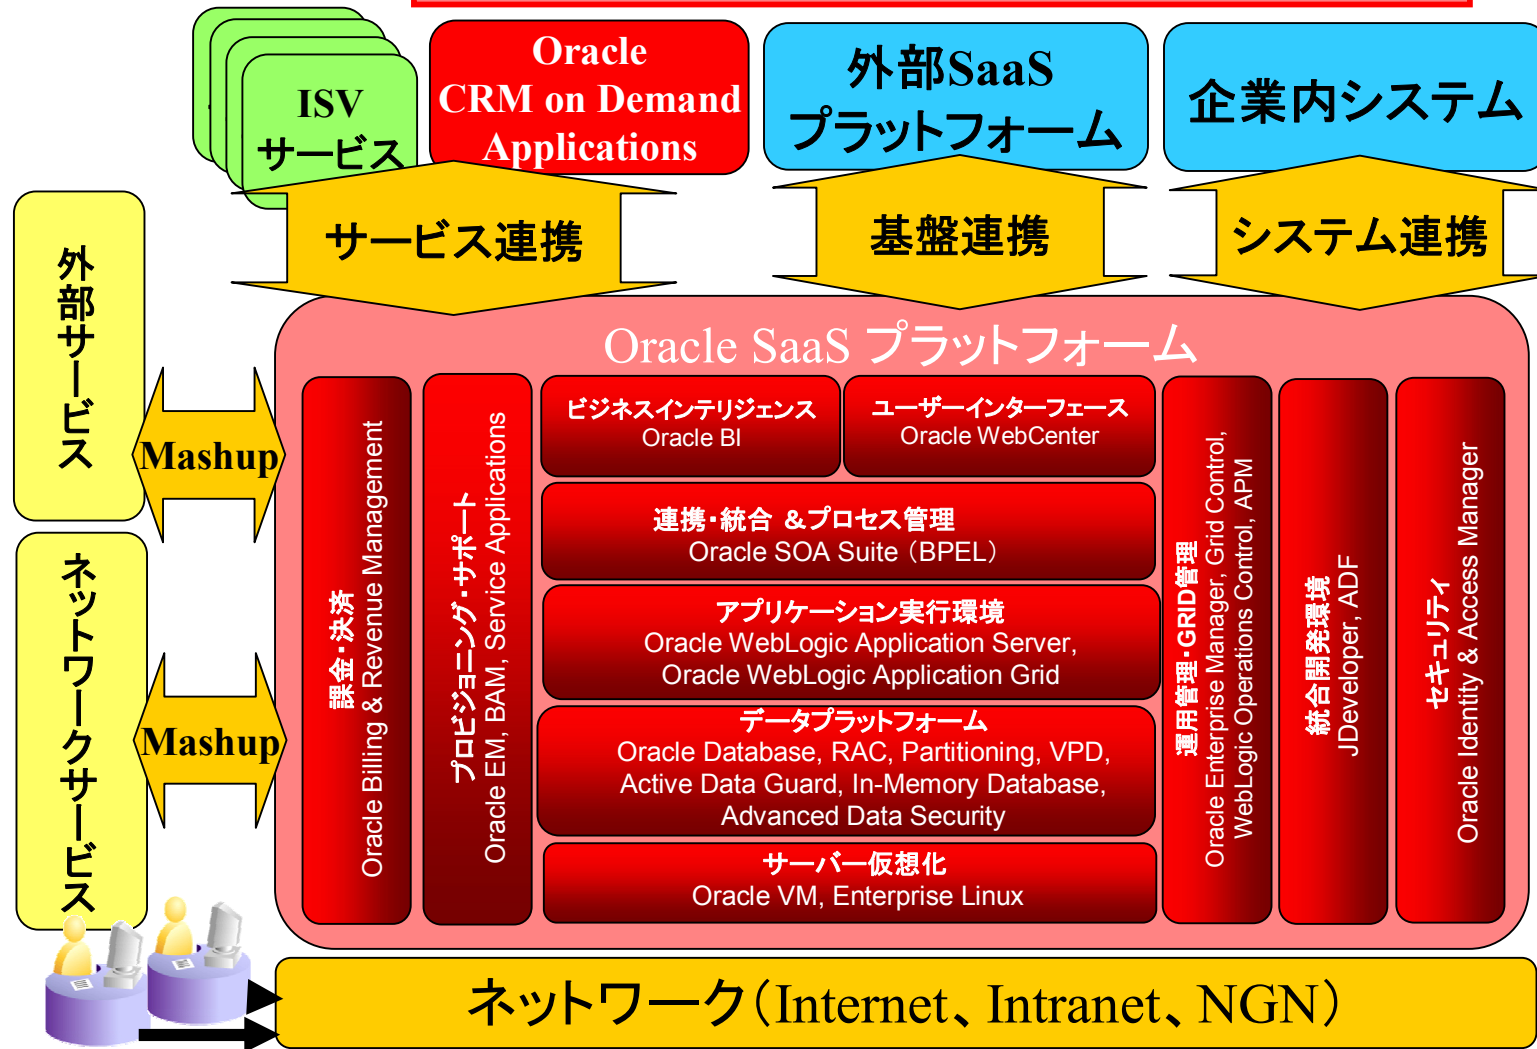 ISV
サービス
Oracle
CRM on Demand
Applications
外部SaaS
プラットフォーム
企業内システム
サービス連携
基盤連携
システム連携
外部サービス
Mashup
ネットワークサービス
Mashup
Oracle SaaS プラットフォーム
課金・決済
Oracle Billing & Revenue Management
プロビジョニング・サポート
Oracle EM, BAM, Service Applications
ビジネスインテリジェンス
Oracle BI
ユーザーインターフェース
Oracle WebCenter
連携・統合 &プロセス管理
Oracle SOA Suite (BPEL)
アプリケーション実行環境
Oracle WebLogic Application Server,
Oracle WebLogic Application Grid
データプラットフォーム
Oracle Database, RAC, Partitioning, VPD,
Active Data Guard, In-Memory Database,
Advanced Data Security
サーバー仮想化
Oracle VM, Enterprise Linux
運用管理・GRID管理
Oracle Enterprise Manager, Grid Control,
WebLogic Operations Control, APM
統合開発環境
JDeveloper, ADF
セキュリティ
Oracle Identity & Access Manager
ネットワーク(Internet、Intranet、NGN)